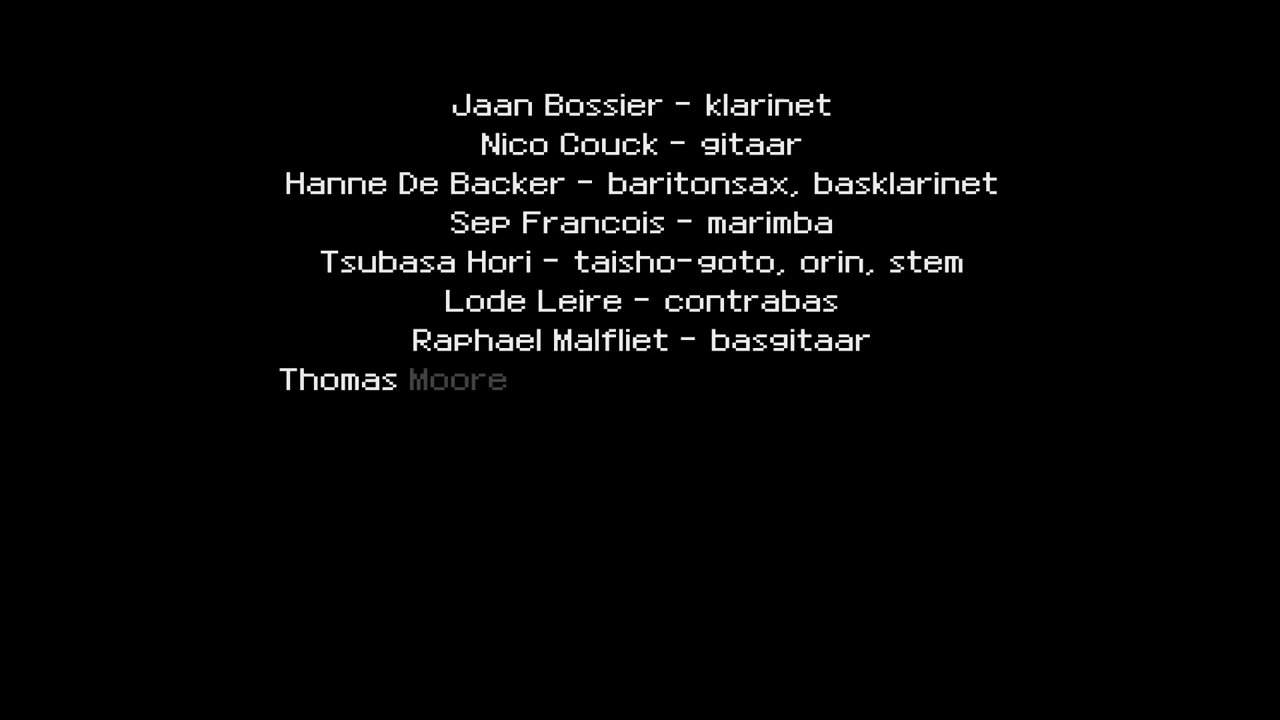 Jaan Bossier - klarinet
Nico Couck - gitaar
Hanne De Backer - baritonsax, basklarinet
Sep Francois - marimba
Tsubasa Hori - taisho-goto, orin, stem
Lode Leire - contrabas
Raphael Malfliet - basgitaar
Thomas Moore